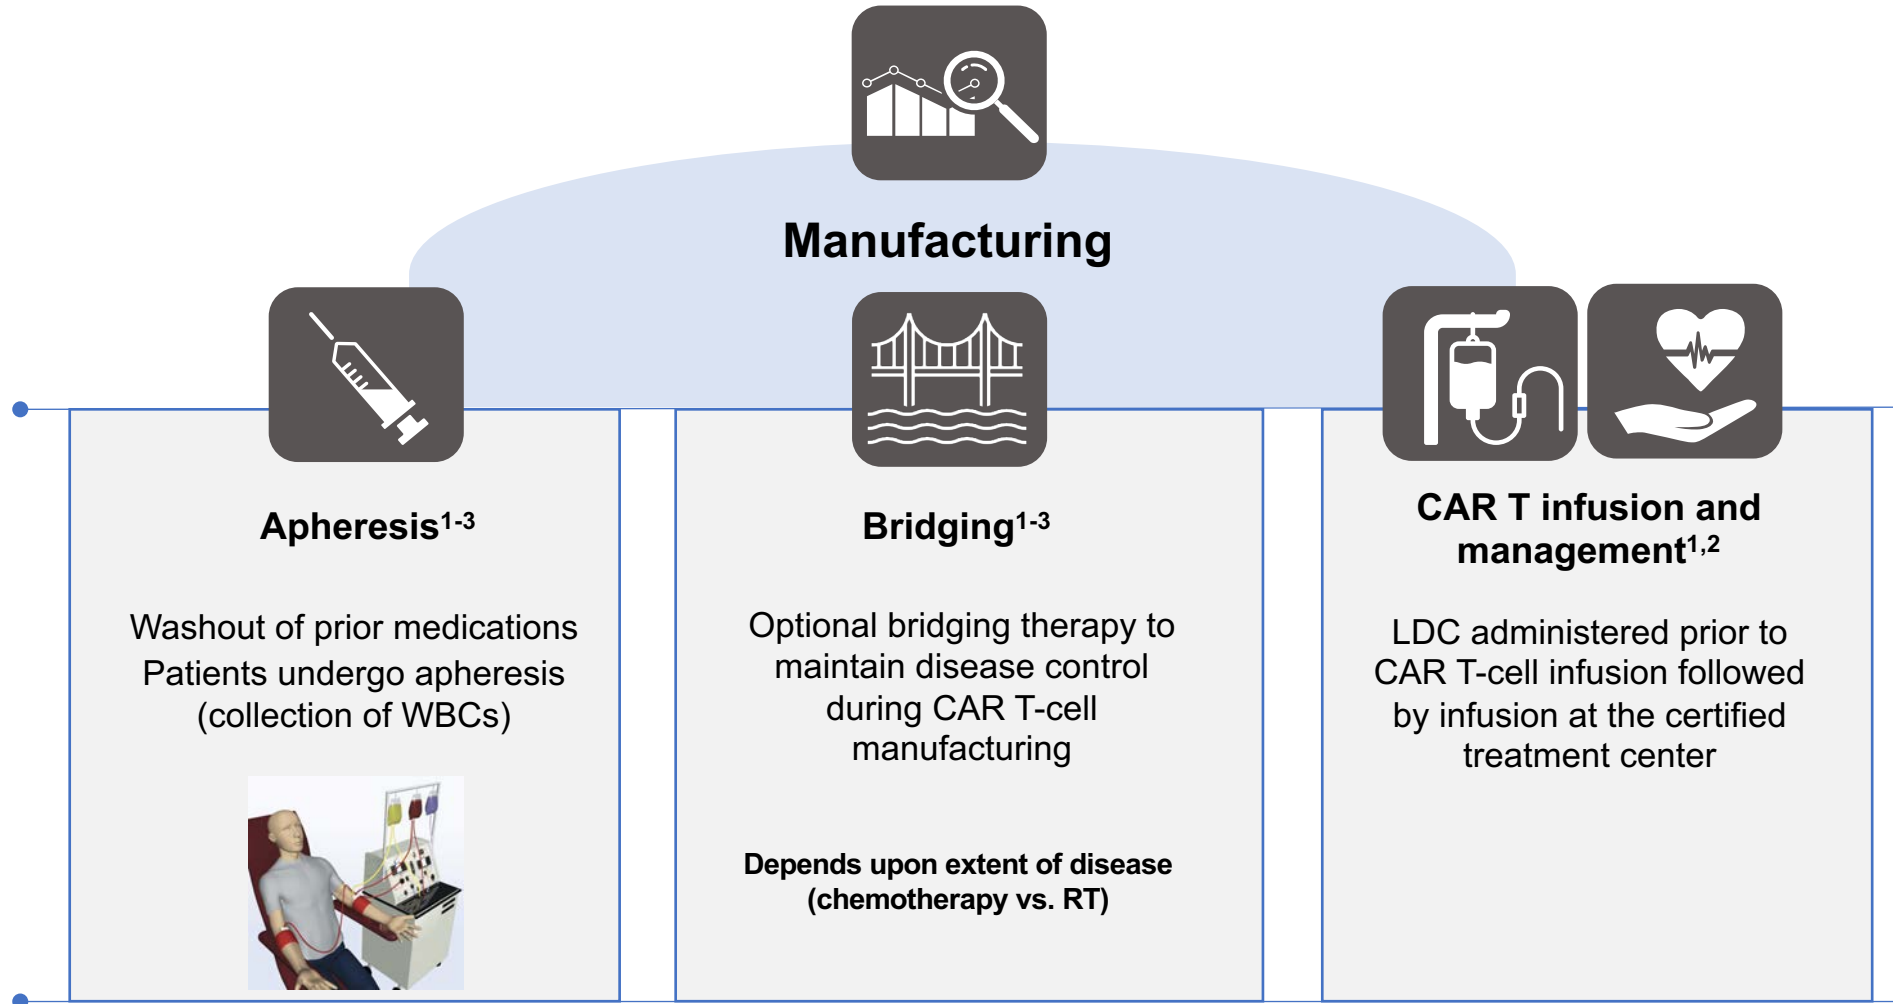 Manufacturing
Apheresis1-3
Washout of prior medications
Patients undergo apheresis
(collection of WBCs)
Bridging1-3
Optional bridging therapy to
maintain disease control
during CAR T-cell
manufacturing
Depends upon extent of disease
(chemotherapy vs. RT)
CAR T infusion and
management1,2
LDC administered prior to
CAR T-cell infusion followed
by infusion at the certified
treatment center